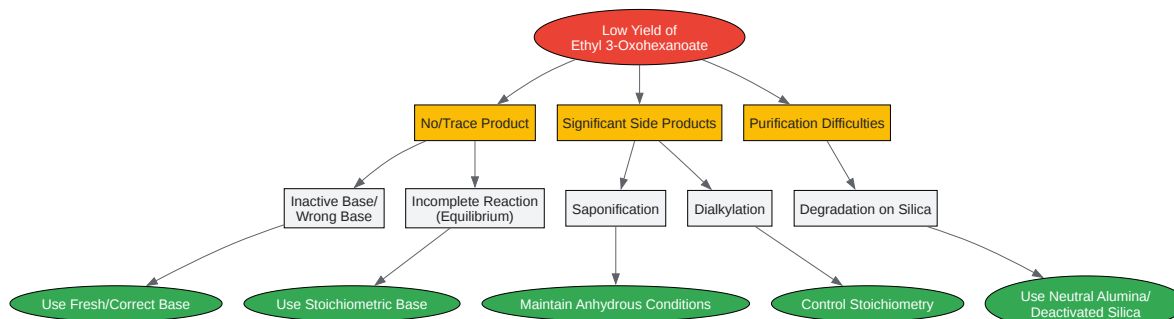 Low Yield of
Ethyl 3-Oxohexanoate
No/Trace Product
Significant Side Products
Purification Difficulties
Inactive Base/
Wrong Base
Incomplete Reaction
(Equilibrium)
Saponification
Dialkylation
Degradation on Silica
Use Fresh/Correct Base
Use Stoichiometric Base
Maintain Anhydrous Conditions
Control Stoichiometry
Use Neutral Alumina/
Deactivated Silica